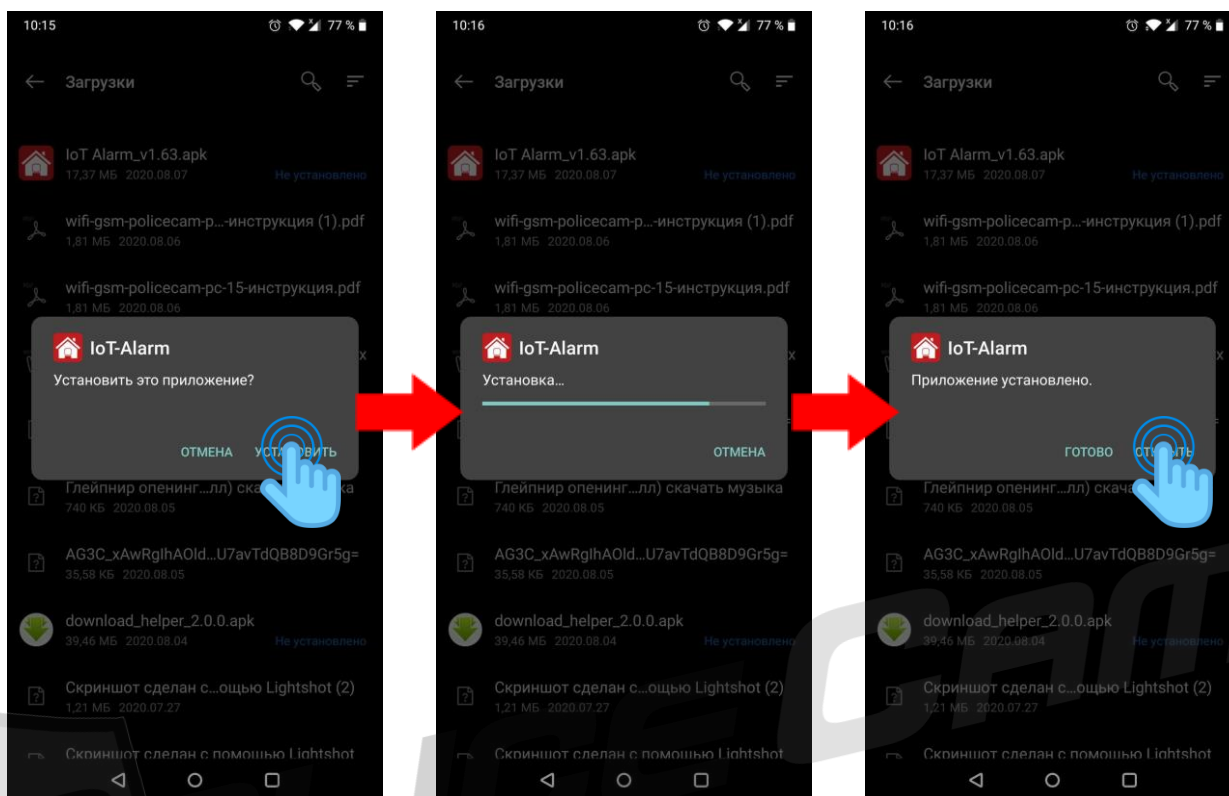 10:15
77 %
Загрузки
IoT Alarm_v1.63.apk
17,37 МБ 2020.08.07
Не установлено
wifi-gsm-policecam-p...-инструкция (1).pdf
1,81 МБ 2020.08.06
wifi-gsm-policecam-pc-15-инструкция.pdf
1,81 МБ 2020.08.06
IoT-Alarm
Установить это приложение?
ОТМЕНА
Глейпнир опенинг...лл) скачать
740 КБ 2020.08.05
AG3C_xAwRgIhAOld...U7avTdQB8D9Gr5g=
35,58 КБ 2020.08.05
download_helper_2.0.0.apk
39,46 МБ 2020.08.04
Не установлено
Скриншот сделан с...ощью Lightshot (2)
1,21 МБ 2020.07.27
Скриншот сделан с помощью Lightshot
10:16
77 %
Загрузки
IoT Alarm_v1.63.apk
17,37 МБ 2020.08.07
Не установлено
wifi-gsm-policecam-p...-инструкция (1).pdf
1,81 МБ 2020.08.06
wifi-gsm-policecam-pc-15-инструкция.pdf
1,81 МБ 2020.08.06
x
IoT-Alarm
Установка...
ОТМЕНА
Глейпнир опенинг...лл) скачать музыка
740 КБ 2020.08.05
AG3C_xAwRgIhAOld...U7avTdQB8D9Gr5g=
35,58 КБ 2020.08.05
download_helper_2.0.0.apk
39,46 МБ 2020.08.04
Не установлено
Скриншот сделан с...ощью Lightshot (2)
1,21 МБ 2020.07.27
Скриншот сделан с помощью Lightshot
10:16
77 %
Загрузки
IoT Alarm_v1.63.apk
17,37 МБ 2020.08.07
Не установлено
wifi-gsm-policecam-p...-инструкция (1).pdf
1,81 МБ 2020.08.06
wifi-gsm-policecam-pc-15-инструкция.pdf
1,81 МБ 2020.08.06
x
IoT-Alarm
Приложение установлено.
ГОТОВО
Глейпнир опенинг...лл)
740 КБ 2020.08.05
AG3C_xAwRgIhAOld...U7avTdQB8D9Gr5g=
35,58 КБ 2020.08.05
download_helper_2.0.0.apk
39,46 МБ 2020.08.04
Не установлено
Скриншот сделан с...ощью Lightshot (2)
1,21 МБ 2020.07.27
Скриншот сделан с помощью Lightshot